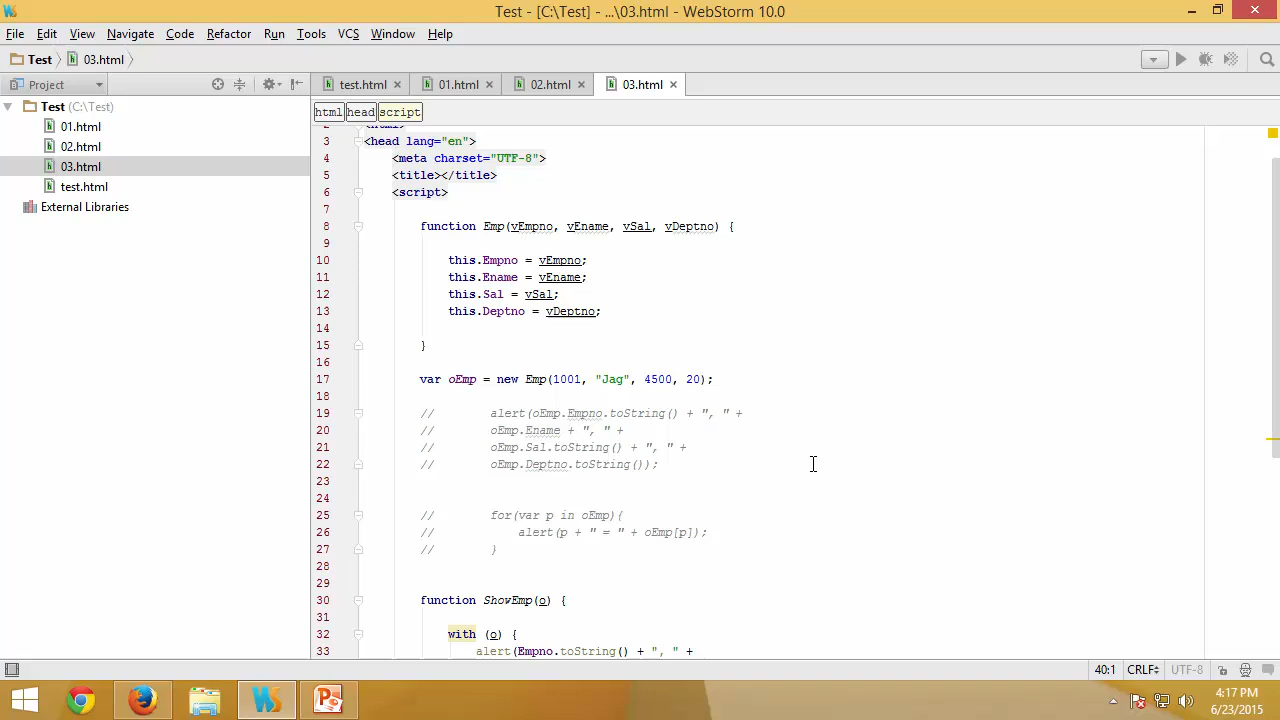 Test - [C:\Test] - ...\03.html - WebStorm 10.0
File Edit View Navigate Code Refactor Run Tools VCS Window Help
Test 03.html
Project
test.html 01.html 02.html 03.html
Test (C:\Test)
01.html
02.html
03.html
test.html
External Libraries
html head script
2 <html>
3 <head lang="en">
4 <meta charset="UTF-8">
5 <title></title>
6 <script>
7
8 function Emp(vEmpno, vEname, vSal, vDeptno) {
9
10 this.Empno = vEmpno;
11 this.Ename = vEname;
12 this.Sal = vSal;
13 this.Deptno = vDeptno;
14
15 }
16
17 var oEmp = new Emp(1001, "Jag", 4500, 20);
18
19 // alert(oEmp.Empno.toString() + ", " +
20 // oEmp.Ename + ", " +
21 // oEmp.Sal.toString() + ", " +
22 // oEmp.Deptno.toString());
23
24
25 // for(var p in oEmp){
26 // alert(p + " = " + oEmp[p]);
27 // }
28
29
30 function ShowEmp(o) {
31
32 with (o) {
33 alert(Empno.toString() + ", " +
40:1 CRLF UTF-8
4:17 PM
6/23/2015